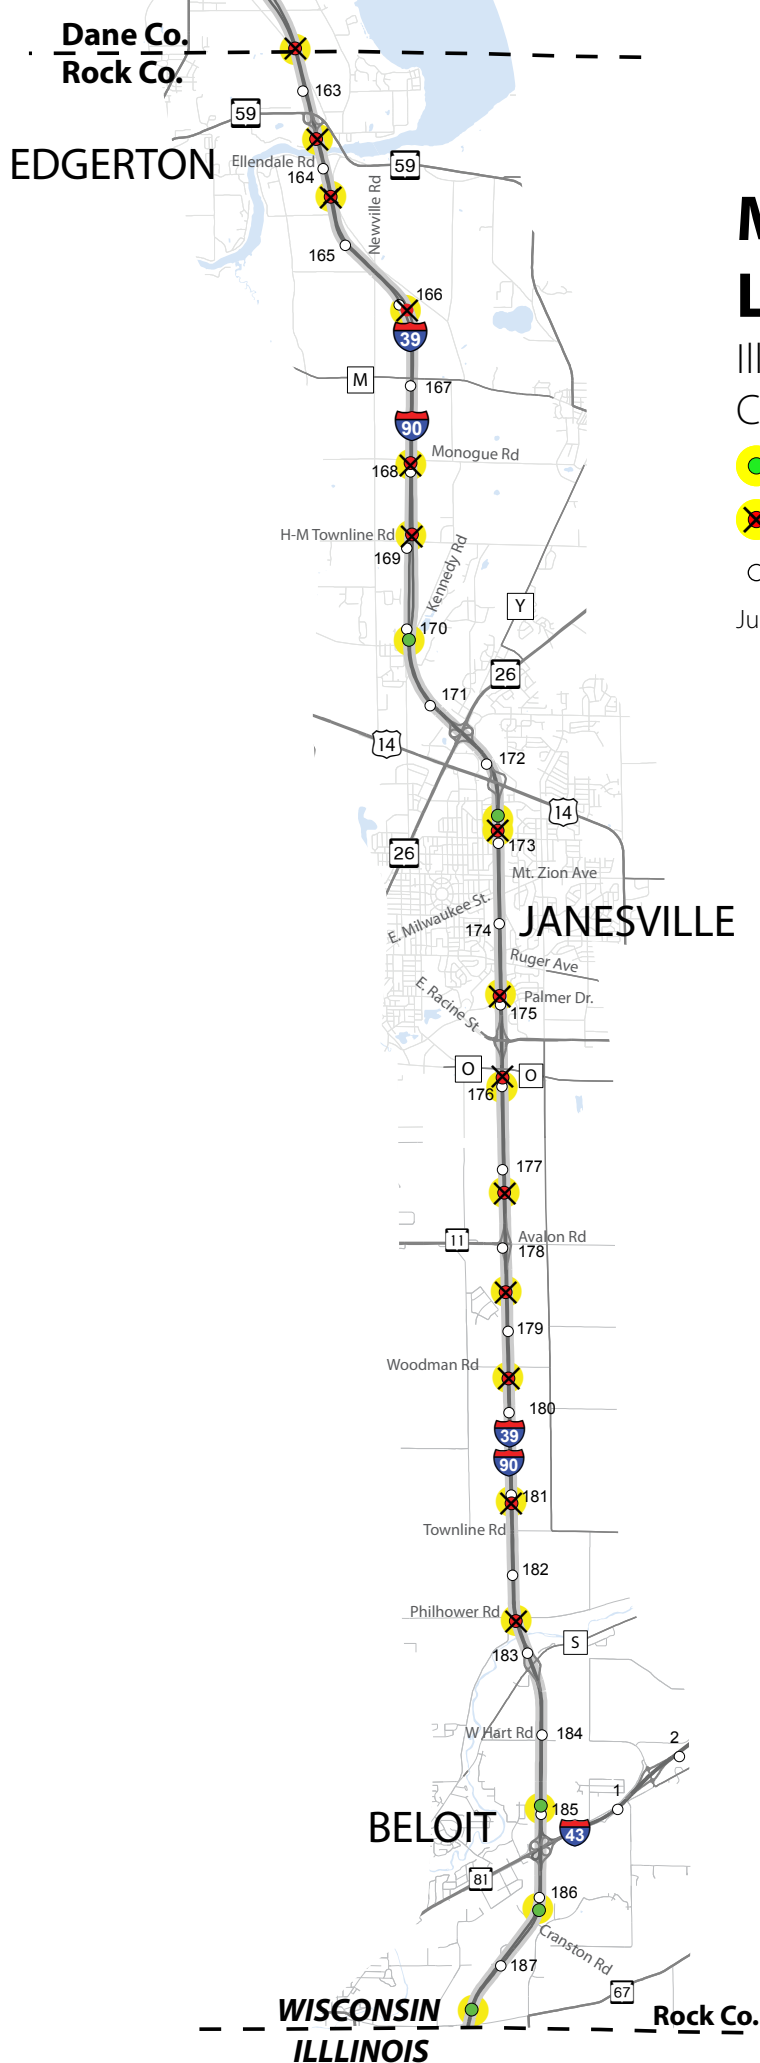 Dane Co.
Rock Co.
163
59
EDGERTON
Ellendale Rd
59
164
Newville Rd
165
166
39
M
167
90
Monogue Rd
168
H-M Townline Rd
169
Kennedy Rd
Y
170
26
171
14
172
14
26
173
Mt. Zion Ave
E. Milwaukee St.
174
JANESVILLE
Ruger Ave
E. Racine St
Palmer Dr.
175
O
O
176
177
11
Avalon Rd
178
179
Woodman Rd
180
39
90
181
Townline Rd
182
Philhower Rd
S
183
W Hart Rd
184
2
1
185
BELOIT
43
81
186
Cranston Rd
187
67
WISCONSIN
Rock Co.
ILLLINOIS
M
L
Ill
C
Ju